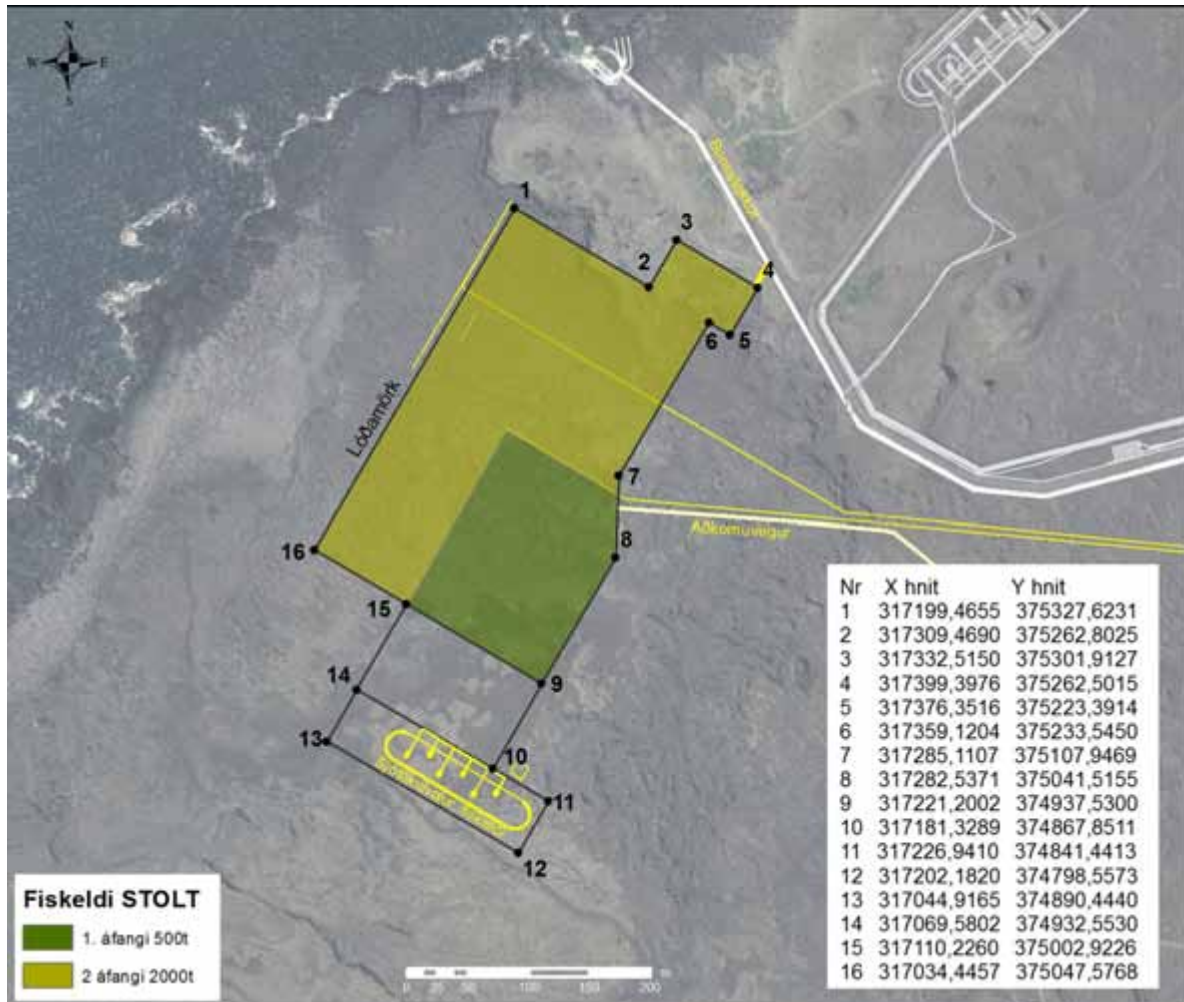 N
W E
S
1
2
3
4
5
6
7
8
9
10
11
12
13
14
15
16
Lóðamörk
Aðkomuvegur
Nr X hnit Y hnit
1 317199,4655 375327,6231
2 317309,4690 375262,8025
3 317332,5150 375301,9127
4 317399,3976 375262,5015
5 317376,3516 375223,3914
6 317359,1204 375233,5450
7 317285,1107 375107,9469
8 317282,5371 375041,5155
9 317221,2002 374937,5300
10 317181,3289 374867,8511
11 317226,9410 374841,4413
12 317202,1820 374798,5573
13 317044,9165 374890,4440
14 317069,5802 374932,5530
15 317110,2260 375002,9226
16 317034,4457 375047,5768
Fiskeldi STOLT
1. áfangi 500t
2 áfangi 2000t
0 25 50 100 150 200 m